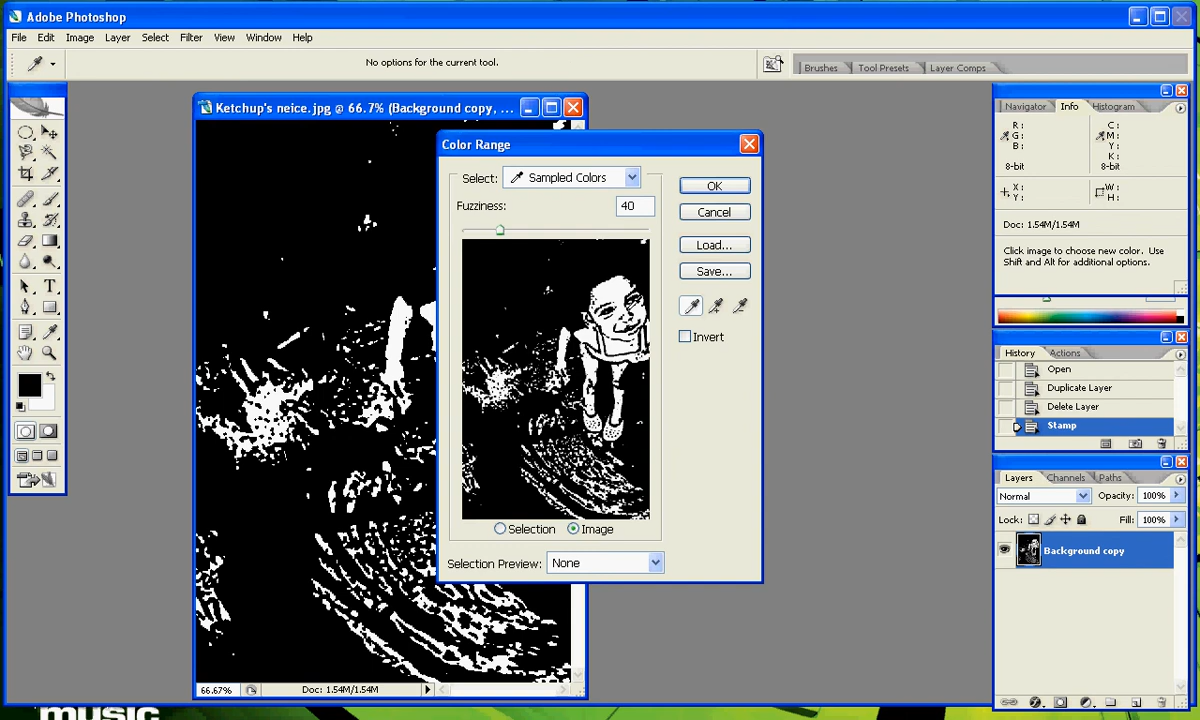 Adobe Photoshop
File Edit Image Layer Select Filter View Window Help
No options for the current tool.
Brushes Tool Presets Layer Comps
Ketchup's neice.jpg @ 66.7% (Background copy, ...
66.67% Doc: 1.54M/1.54M
Color Range
Select: Sampled Colors
Fuzziness: 40
OK
Cancel
Load...
Save...
Invert
Selection Image
Selection Preview: None
Navigator Info Histogram
R: C:
G: M:
B: Y:
K:
8-bit 8-bit
X: W:
Y: H:
Doc: 1.54M/1.54M
Click image to choose new color. Use
Shift and Alt for additional options.
History Actions
Open
Duplicate Layer
Delete Layer
Stamp
Layers Channels Paths
Normal Opacity: 100%
Lock: Fill: 100%
Background copy
music